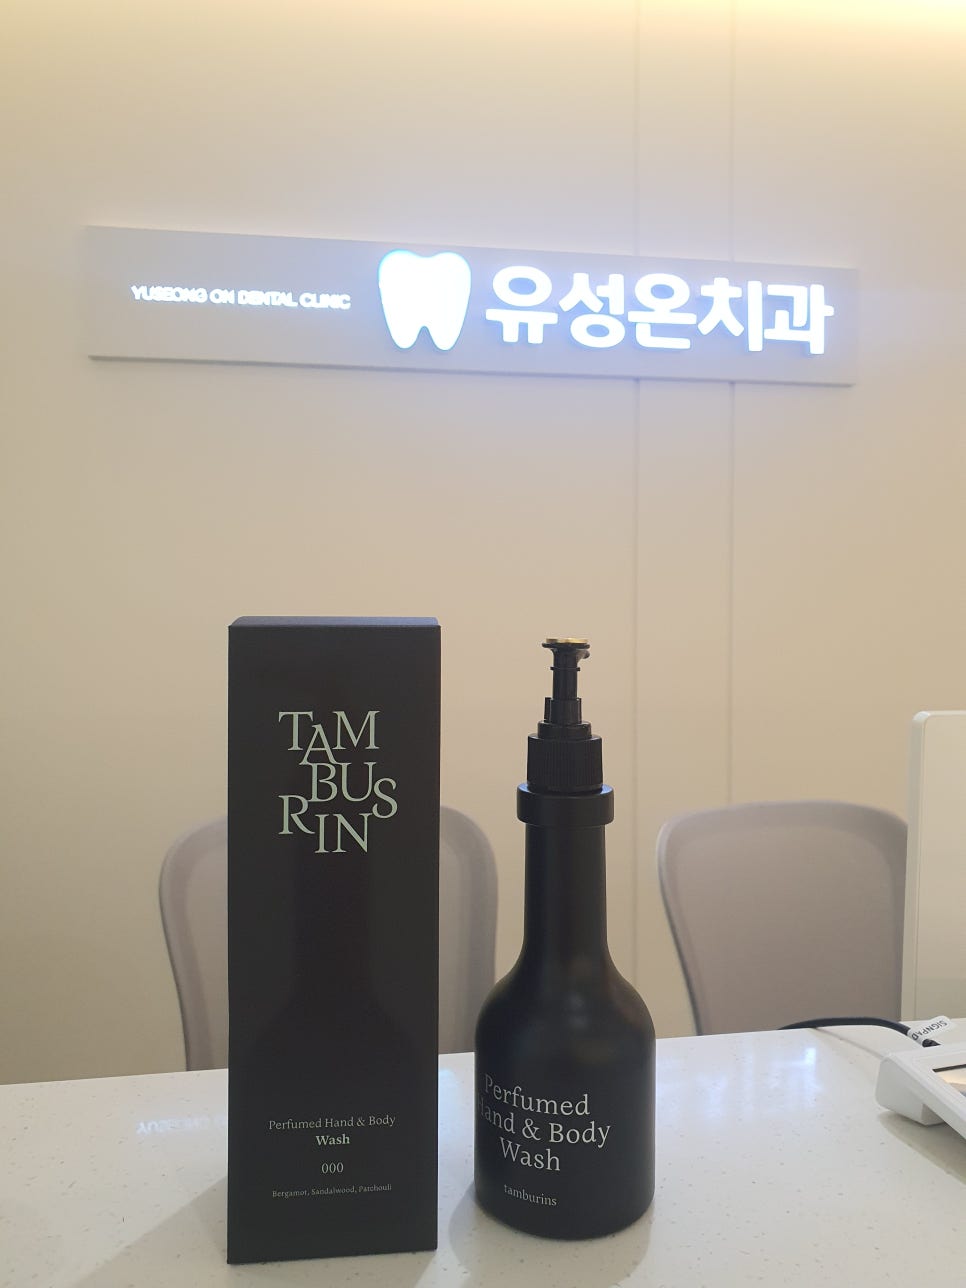 YUSEONG ON DENTAL CLINIC
유성온치과
TAM
BUS
RIN
Perfumed Hand & Body
Wash
000
Bergamot, Sandalwood, Patchouli
Perfumed
Hand & Body
Wash
tamburins
SIGNPAD